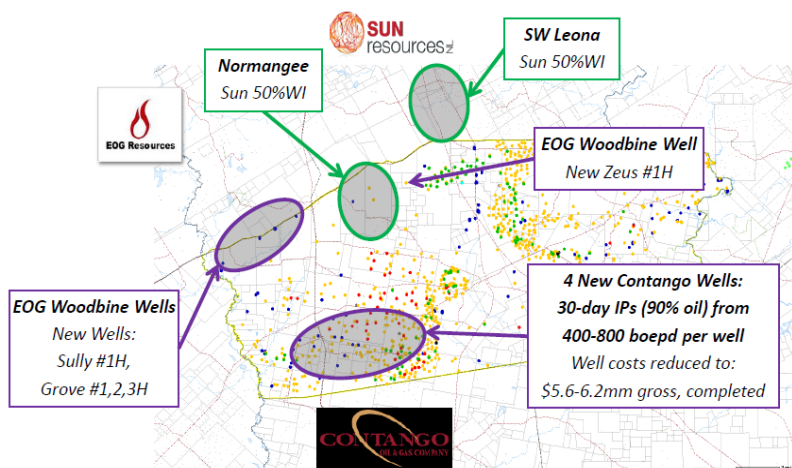 SUN
resources NL
SW Leona
Sun 50%WI
Normangee
Sun 50%WI
EOG Resources
EOG Woodbine Well
New Zeus #1H
EOG Woodbine Wells
New Wells:
Sully #1H,
Grove #1,2,3H
4 New Contango Wells:
30-day IPs (90% oil) from
400-800 boepd per well
Well costs reduced to:
$5.6-6.2mm gross, completed
CONTANGO
OIL & GAS COMPANY